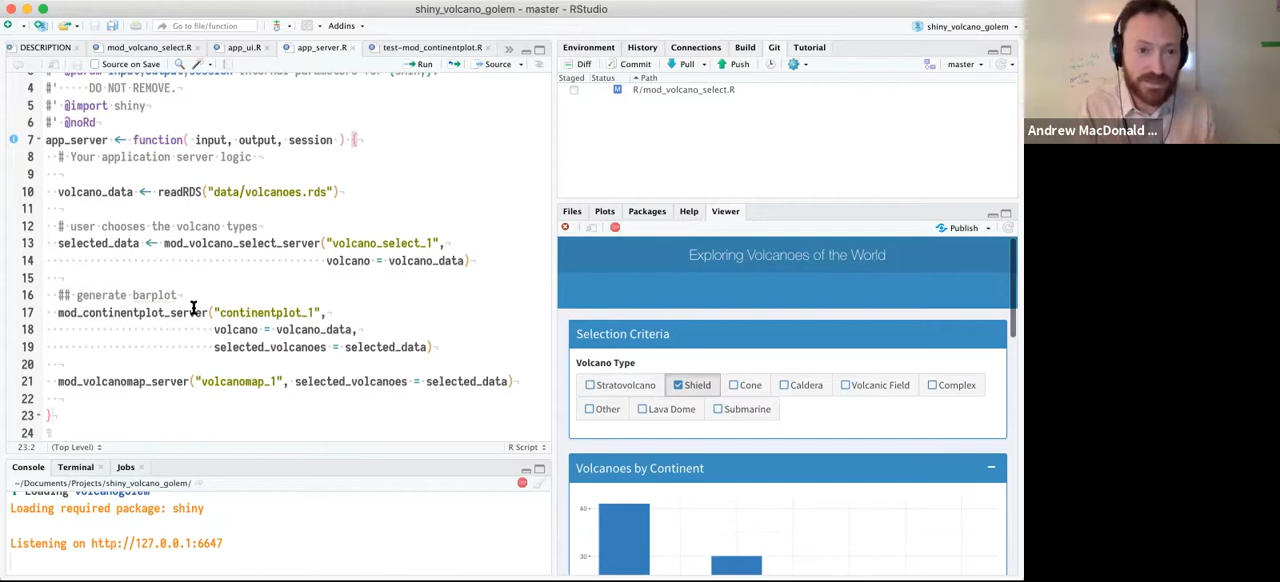 shiny_volcano_golem - master - RStudio
Go to file/function Addins shiny_volcano_golem
DESCRIPTION mod_volcano_select.R app_ui.R app_server.R test-mod_continentplot.R
Source on Save Run Source
4 #' DO NOT REMOVE.
5 #' @import shiny
6 #' @noRd
7 app_server ← function( input, output, session ) {
8 # Your application server logic
9
10 volcano_data ← readRDS("data/volcanoes.rds")
11
12 # user chooses the volcano types
13 selected_data ← mod_volcano_select_server("volcano_select_1",
14 volcano = volcano_data)
15
16 ## generate barplot
17 mod_continentplot_server("continentplot_1",
18 volcano = volcano_data,
19 selected_volcanoes = selected_data)
20
21 mod_volcanomap_server("volcanomap_1", selected_volcanoes = selected_data)
22
23 }
24
23:2 (Top Level) R Script
Console Terminal Jobs
~/Documents/Projects/shiny_volcano_golem/
Loading volcanogolem
Loading required package: shiny
Listening on http://127.0.0.1:6647
Environment History Connections Build Git Tutorial
Diff Commit Pull Push master
Staged Status Path
M R/mod_volcano_select.R
Files Plots Packages Help Viewer
Publish
Exploring Volcanoes of the World
Selection Criteria
Volcano Type
Stratovolcano Shield Cone Caldera Volcanic Field Complex
Other Lava Dome Submarine
Volcanoes by Continent
40
30
Andrew MacDonald ...